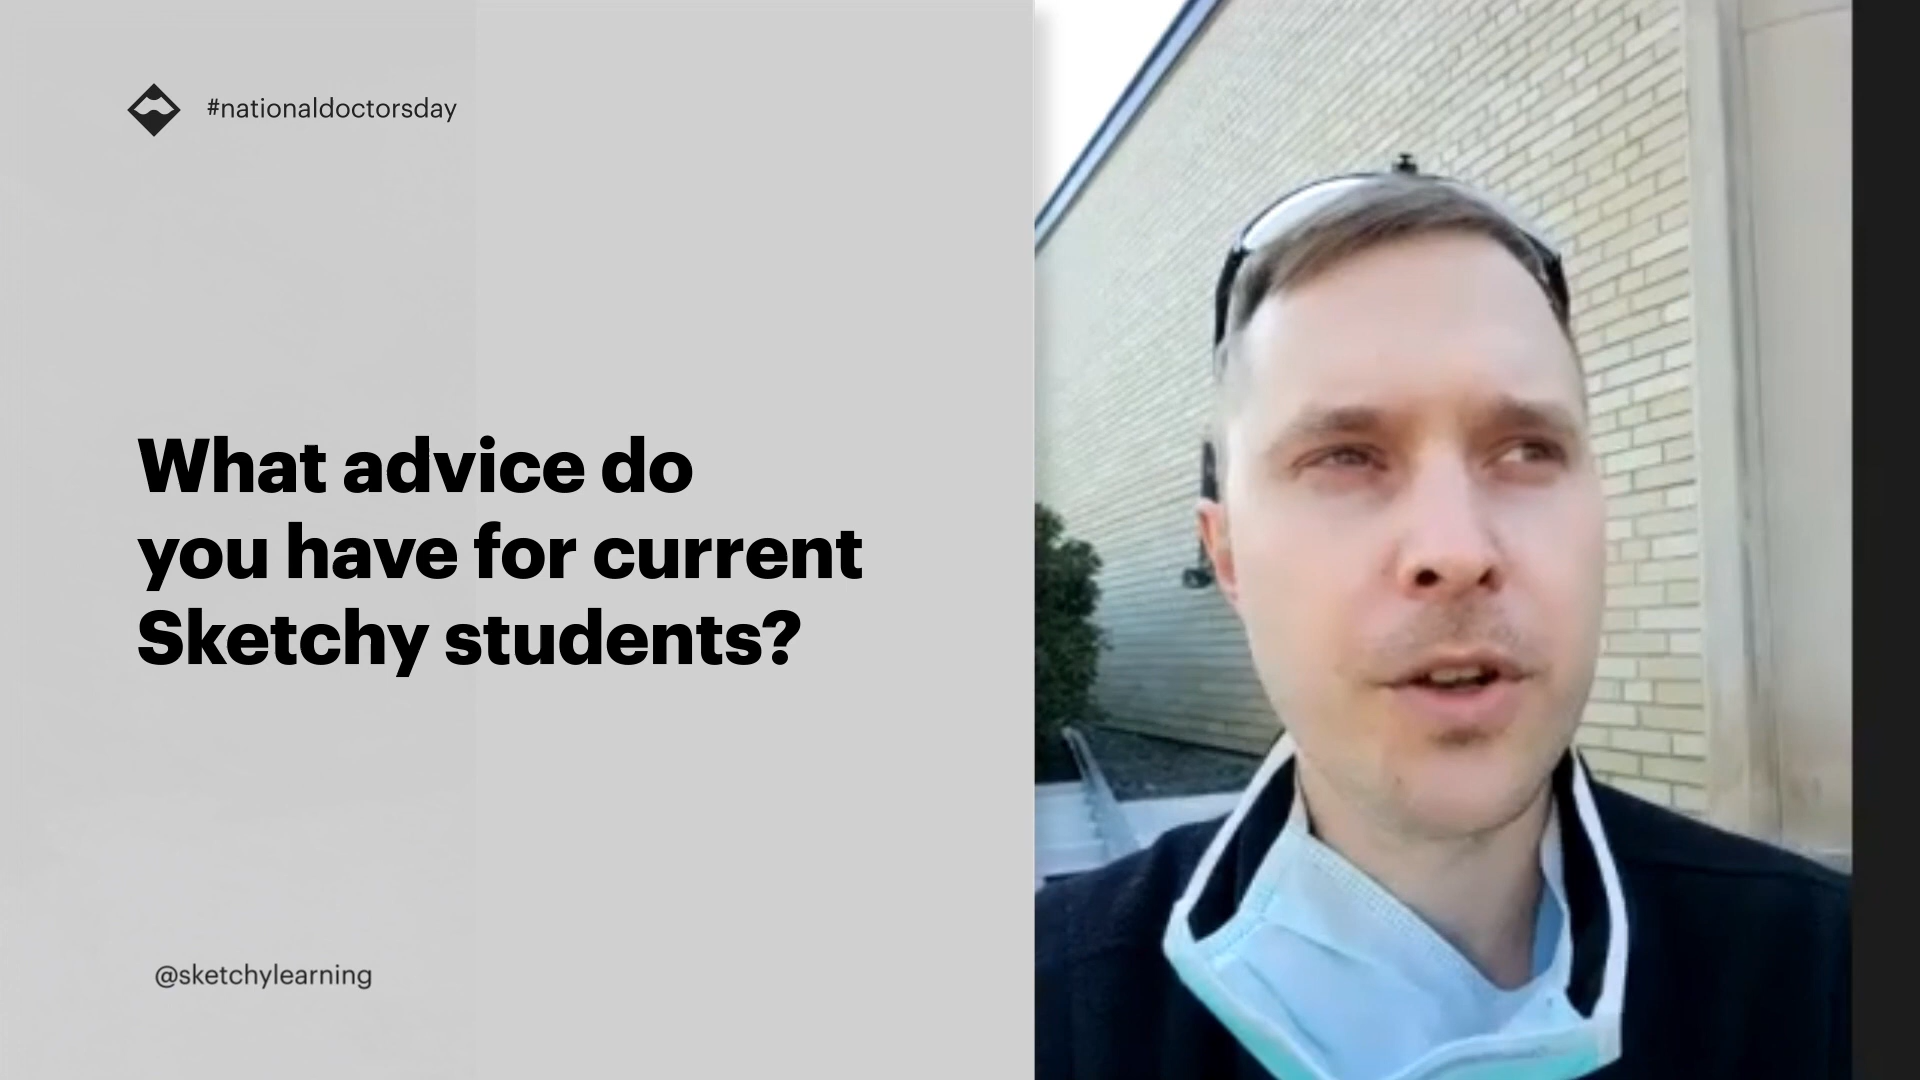 #nationaldoctorsday
What advice do
you have for current
Sketchy students?
@sketchylearning